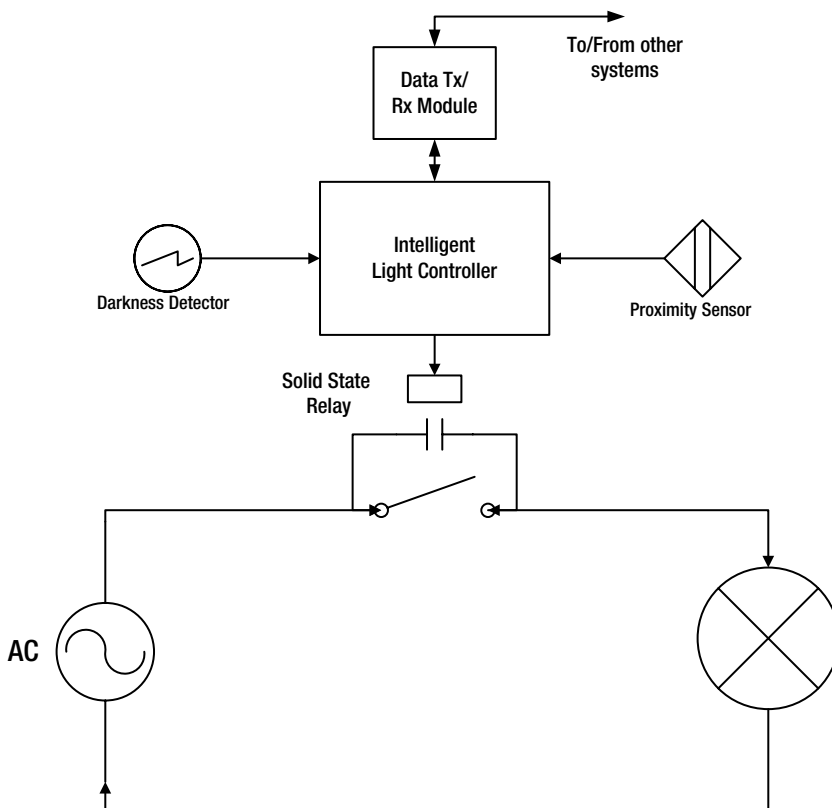 To/From other
systems
Data Tx/
Rx Module
Intelligent
Light Controller
Darkness Detector
Proximity Sensor
Solid State
Relay
AC